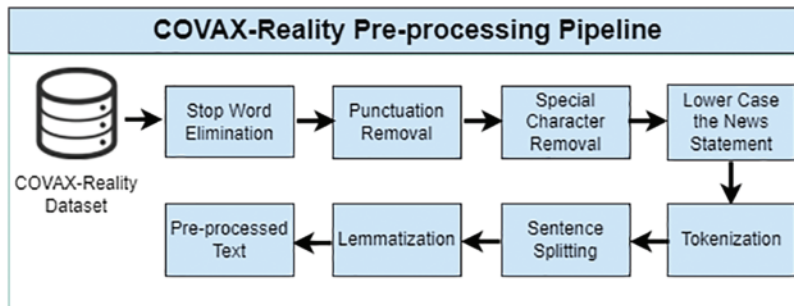 COVAX-Reality Pre-processing Pipeline
COVAX-Reality
Dataset
Stop Word
Elimination
Punctuation
Removal
Special
Character
Removal
Lower Case
the News
Statement
Tokenization
Sentence
Splitting
Lemmatization
Pre-processed
Text